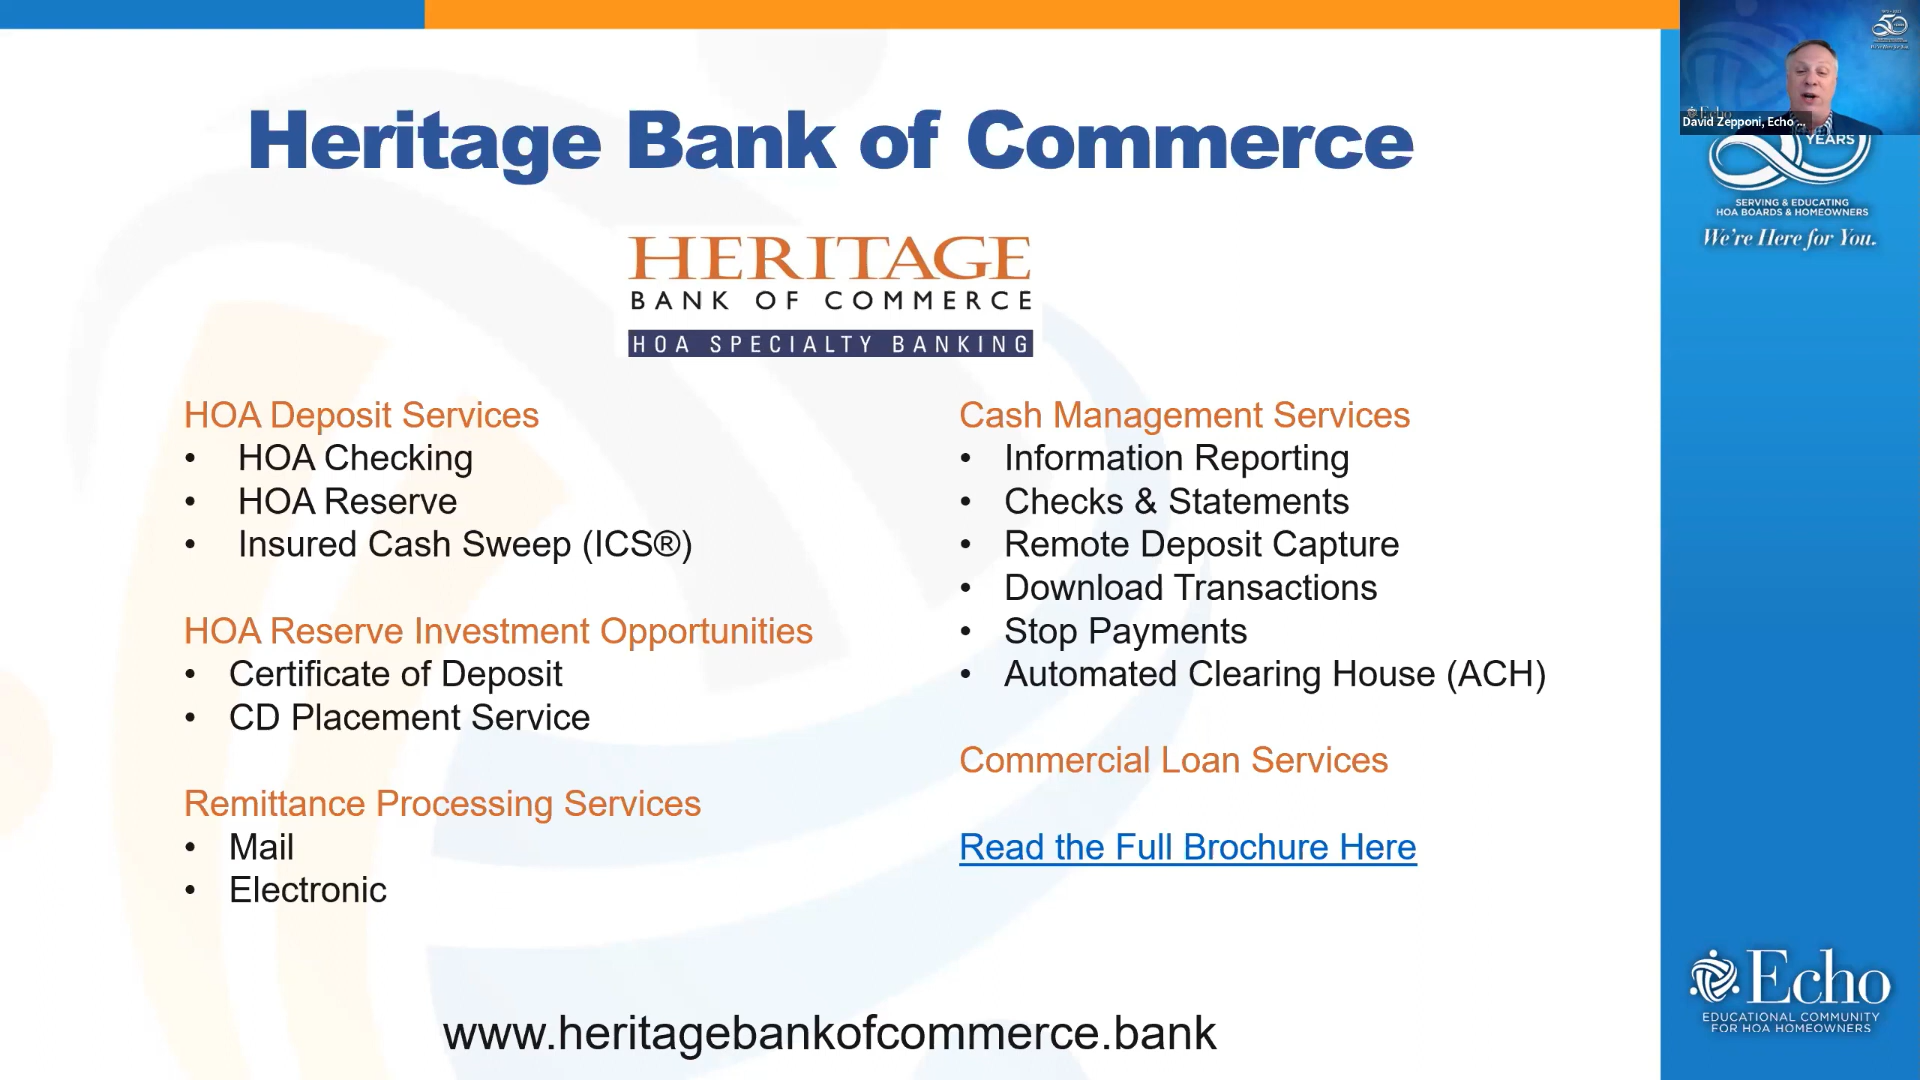 Heritage Bank of Commerce
HERITAGE
BANK OF COMMERCE
HOA SPECIALTY BANKING
HOA Deposit Services
• HOA Checking
• HOA Reserve
• Insured Cash Sweep (ICS®)
HOA Reserve Investment Opportunities
• Certificate of Deposit
• CD Placement Service
Remittance Processing Services
• Mail
• Electronic
Cash Management Services
• Information Reporting
• Checks & Statements
• Remote Deposit Capture
• Download Transactions
• Stop Payments
• Automated Clearing House (ACH)
Commercial Loan Services
Read the Full Brochure Here
www.heritagebankofcommerce.bank
50
Echo
David Zepponi, Echo ...
YEARS
SERVING & EDUCATING
HOA BOARDS & HOMEOWNERS
We're Here for You.
Echo
EDUCATIONAL COMMUNITY
FOR HOA HOMEOWNERS